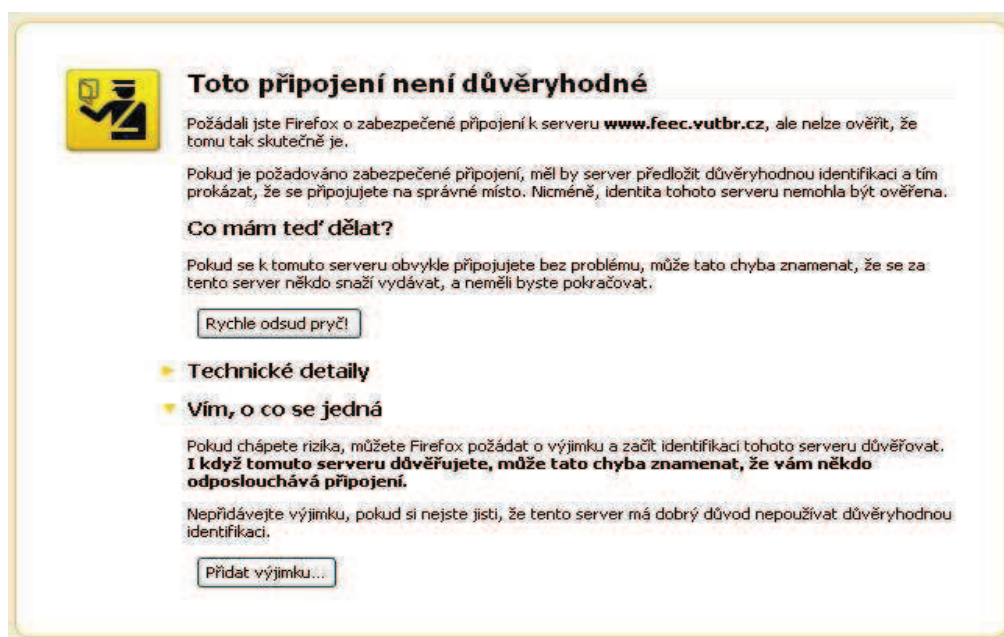 Toto připojení není důvěryhodné
Požádali jste Firefox o zabezpečené připojení k serveru www.feec.vutbr.cz, ale nelze ověřit, že
tomu tak skutečně je.
Pokud je požadováno zabezpečené připojení, měl by server předložit důvěryhodnou identifikaci a tím
prokázat, že se připojujete na správné místo. Nicméně, identita tohoto serveru nemohla být ověřena.
Co mám teď dělat?
Pokud se k tomuto serveru obvykle připojujete bez problému, může tato chyba znamenat, že se za
tento server někdo snaží vydávat, a neměli byste pokračovat.
Rychle odsud pryč!
Technické detaily
Vím, o co se jedná
Pokud chápete rizika, můžete Firefox požádat o výjimku a začít identifikaci tohoto serveru důvěřovat.
I když tomuto serveru důvěřujete, může tato chyba znamenat, že vám někdo
odposlouchává připojení.
Nepřidávejte výjimku, pokud si nejste jisti, že tento server má dobrý důvod nepoužívat důvěryhodnou
identifikaci.
Přidat výjimku...